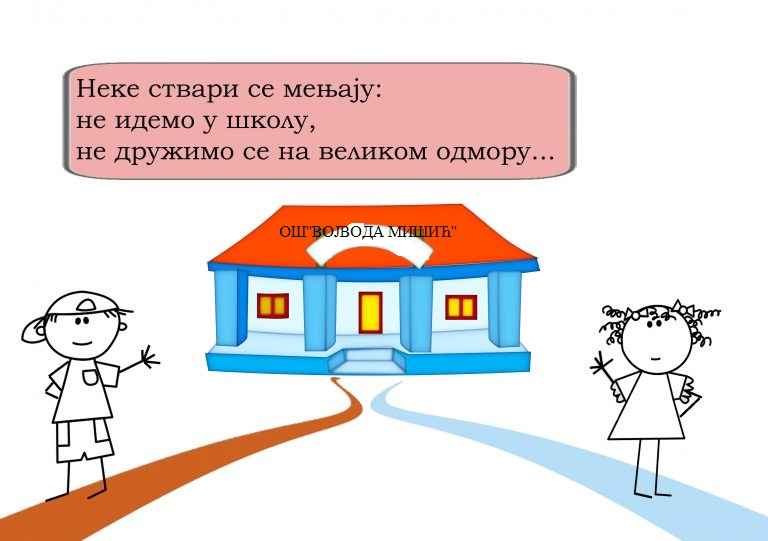 Неке ствари се мењају:
не идемо у школу,
не дружимо се на великом одмору...
ОШ"ВОЈВОДА МИШИЋ"